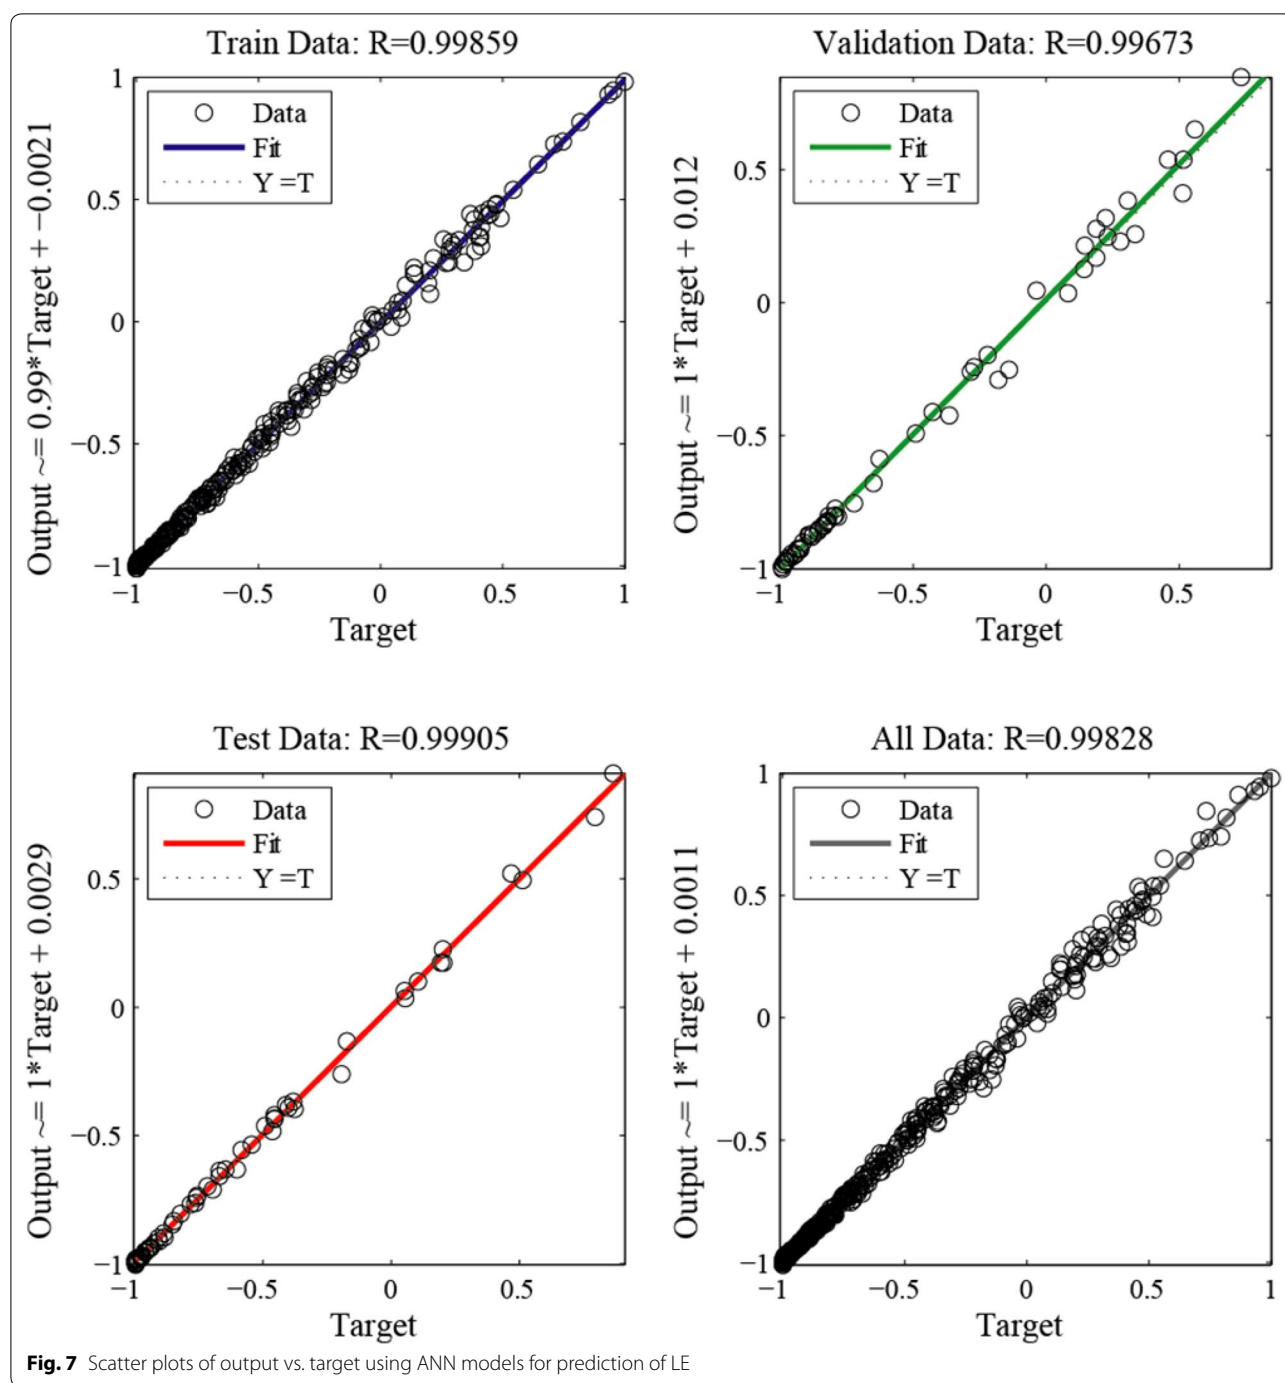 Train Data: R=0.99859
Output ~= 0.99*Target + −0.0021
1
0.5
0
−0.5
−1
Data
Fit
Y =T
−1 −0.5 0 0.5 1
Target
Validation Data: R=0.99673
Output ~= 1*Target + 0.012
0.5
0
−0.5
−1
Data
Fit
Y =T
−1 −0.5 0 0.5
Target
Test Data: R=0.99905
Output ~= 1*Target + 0.0029
0.5
0
−0.5
−1
Data
Fit
Y =T
−1 −0.5 0 0.5
Target
All Data: R=0.99828
Output ~= 1*Target + 0.0011
1
0.5
0
−0.5
−1
Data
Fit
Y =T
−1 −0.5 0 0.5 1
Target
Fig. 7 Scatter plots of output vs. target using ANN models for prediction of LE